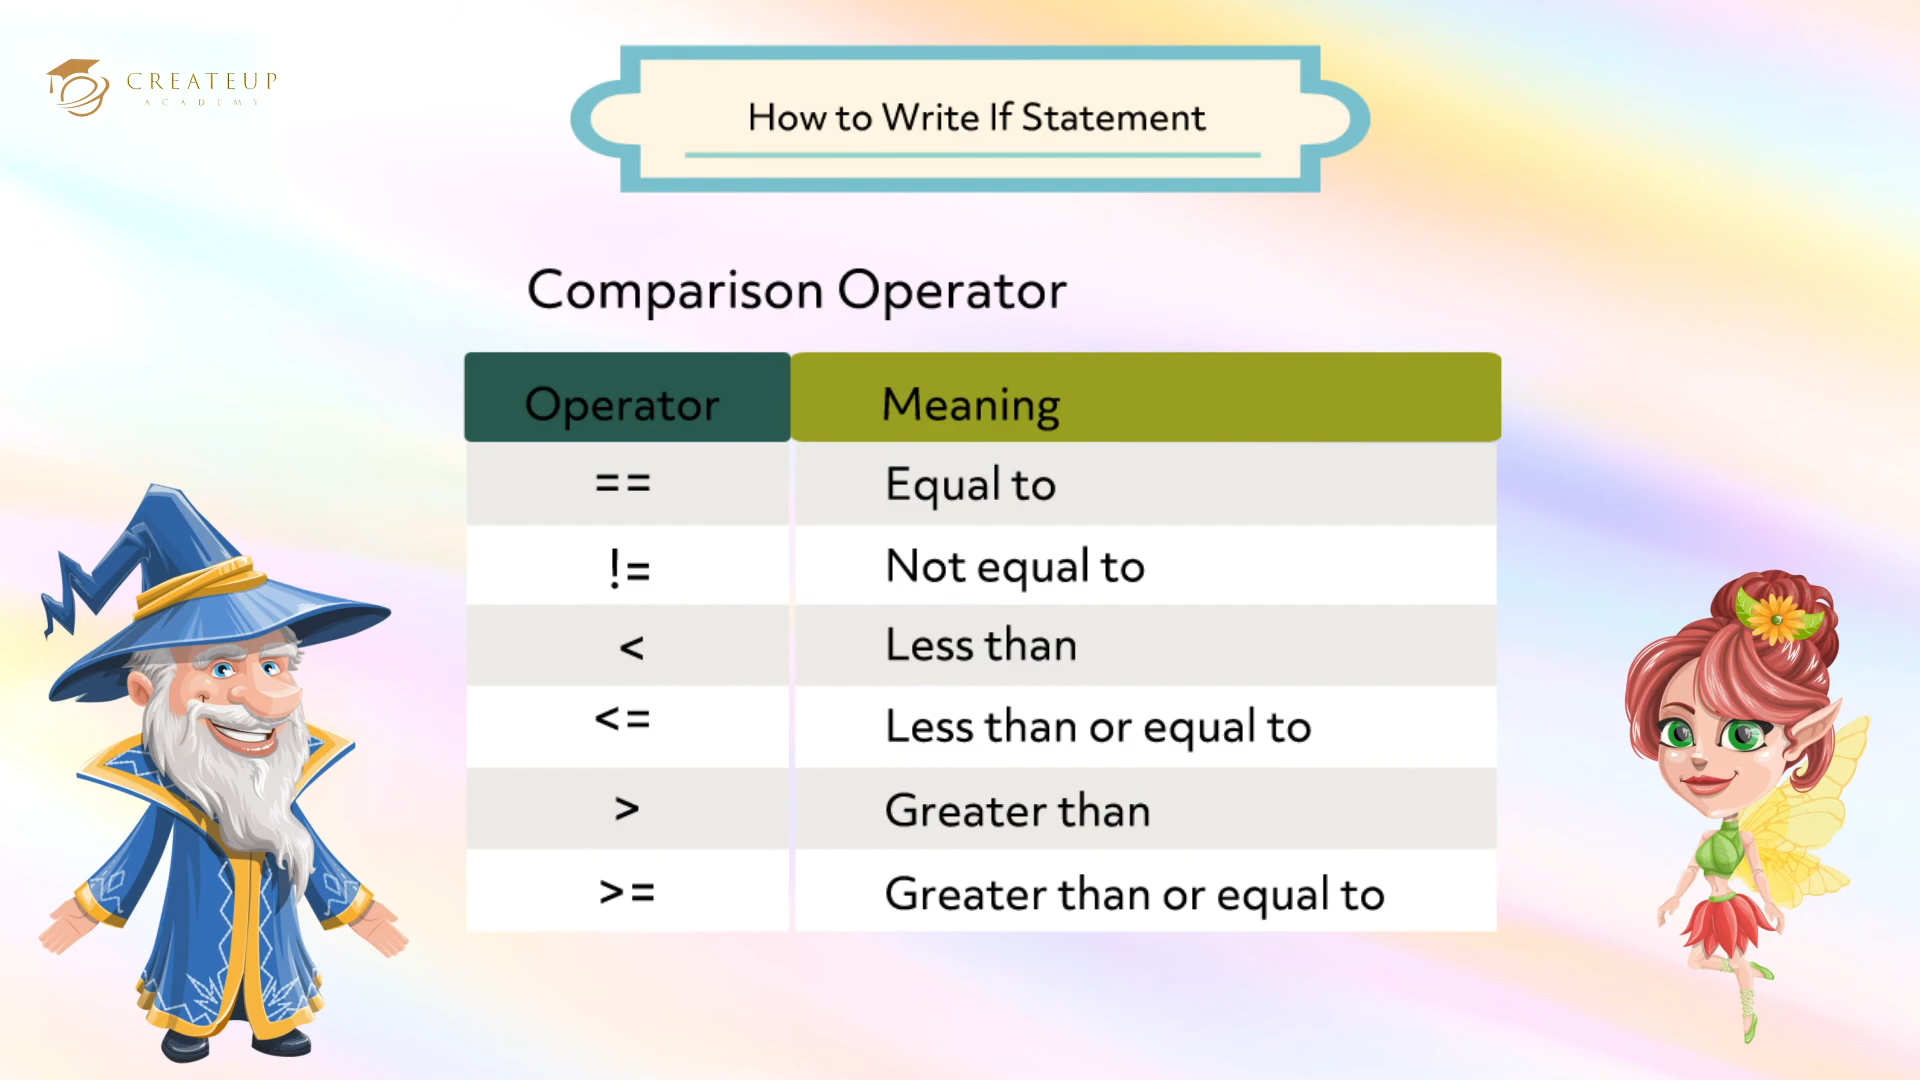 CREATEUP
ACADEMY
How to Write If Statement
Comparison Operator
Operator Meaning
== Equal to
!= Not equal to
< Less than
<= Less than or equal to
> Greater than
>= Greater than or equal to